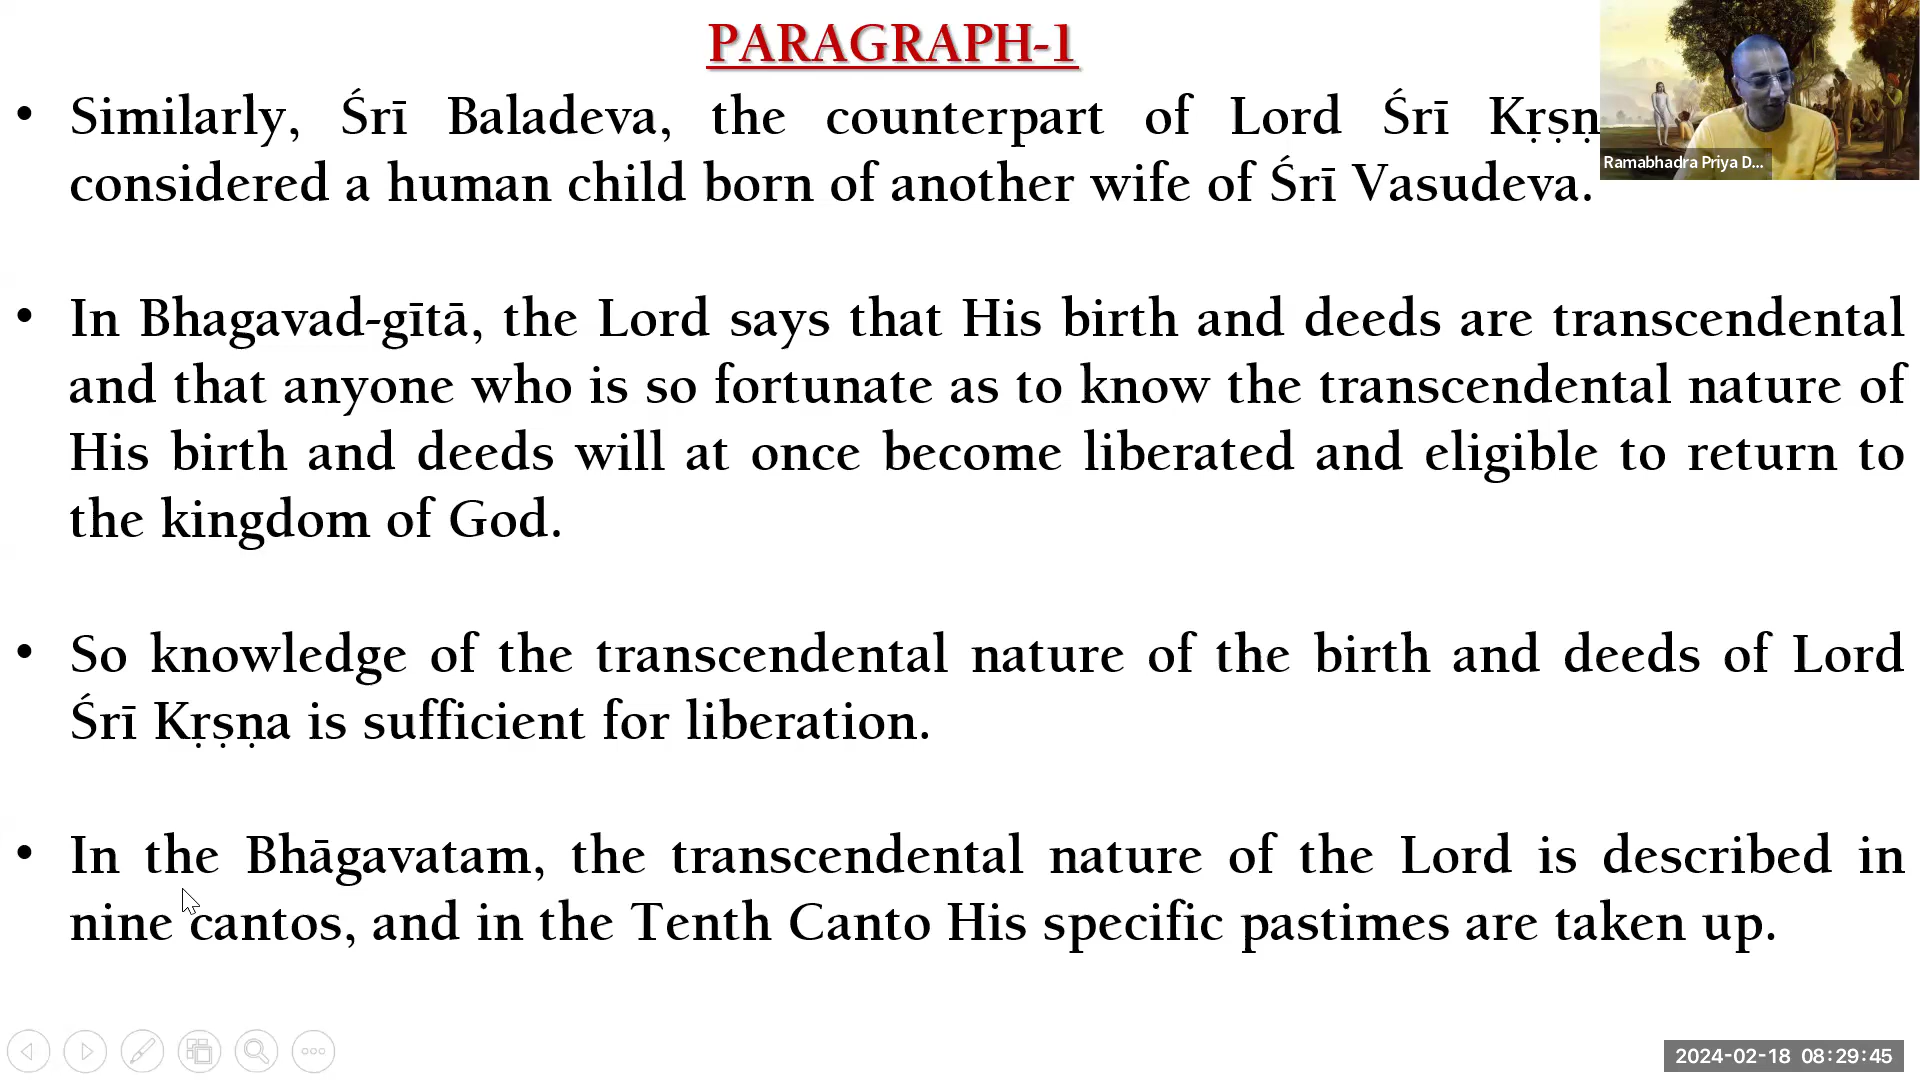 PARAGRAPH-1
• Similarly, Śrī Baladeva, the counterpart of Lord Śrī
considered a human child born of another wife of Śrī Vasudeva.
• In Bhagavad-gītā, the Lord says that His birth and deeds are transcendental
and that anyone who is so fortunate as to know the transcendental nature of
His birth and deeds will at once become liberated and eligible to return to
the kingdom of God.
• So knowledge of the transcendental nature of the birth and deeds of Lord
Śrī Kṛṣṇa is sufficient for liberation.
• In the Bhāgavatam, the transcendental nature of the Lord is described in
nine cantos, and in the Tenth Canto His specific pastimes are taken up.
Ramabhadra Priya D...
2024-02-18 08:29:45